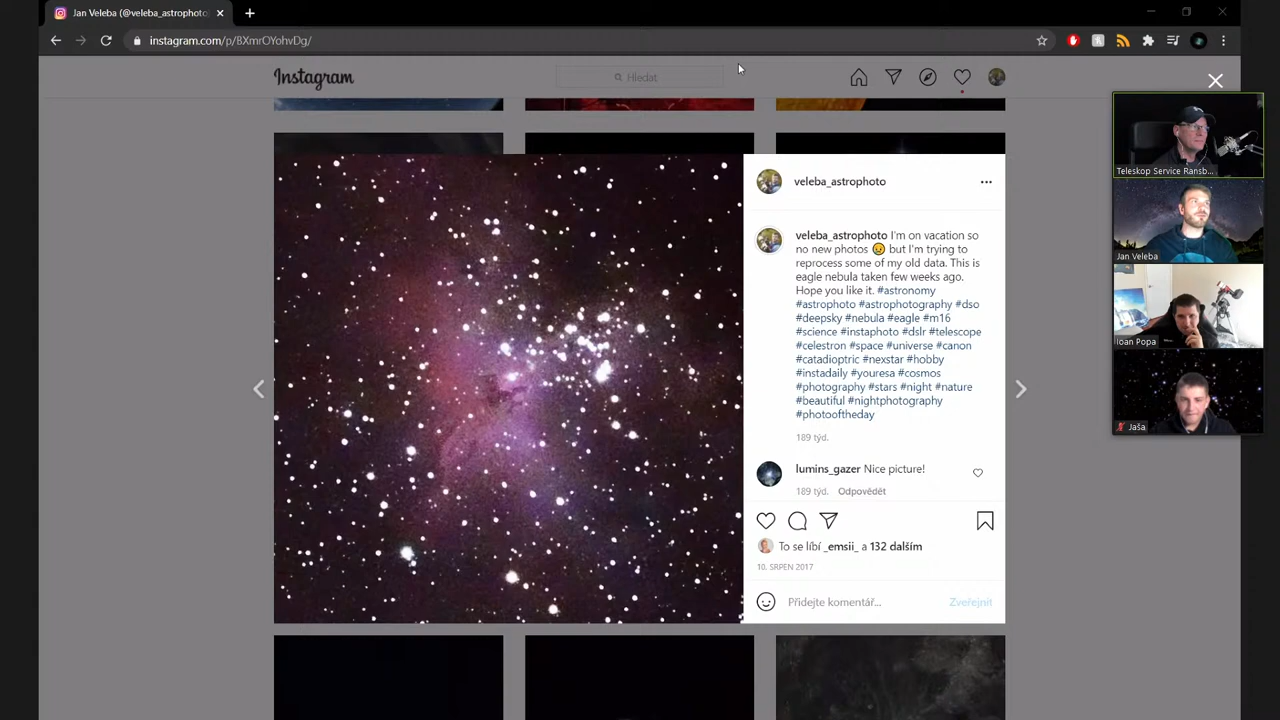 Jan Veleba (@veleba_astrophoto
instagram.com/p/BXmrOYohvDg/
Instagram
Hledat
veleba_astrophoto
veleba_astrophoto I'm on vacation so
no new photos 😣 but I'm trying to
reprocess some of my old data. This is
eagle nebula taken few weeks ago.
Hope you like it. #astronomy
#astrophoto #astrophotography #dso
#deepsky #nebula #eagle #m16
#science #instaphoto #dslr #telescope
#celestron #space #universe #canon
#catadioptric #nexstar #hobby
#instadaily #youresa #cosmos
#photography #stars #night #nature
#beautiful #nightphotography
#photooftheday
189 týd.
lumins_gazer Nice picture!
189 týd. Odpovědět
To se líbí _emsii_ a 132 dalším
10. SRPEN 2017
Přidejte komentář...
Zveřejnit
Teleskop Service Ransb...
Jan Veleba
Ioan Popa
Jaša